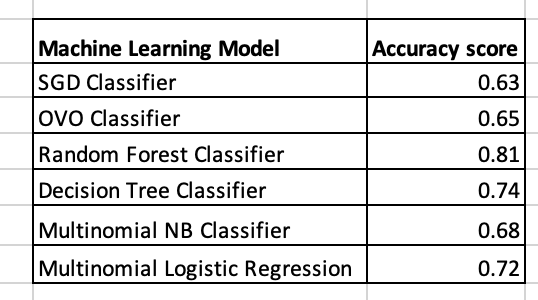 Machine Learning Model Accuracy score
SGD Classifier 0.63
OVO Classifier 0.65
Random Forest Classifier 0.81
Decision Tree Classifier 0.74
Multinomial NB Classifier 0.68
Multinomial Logistic Regression 0.72